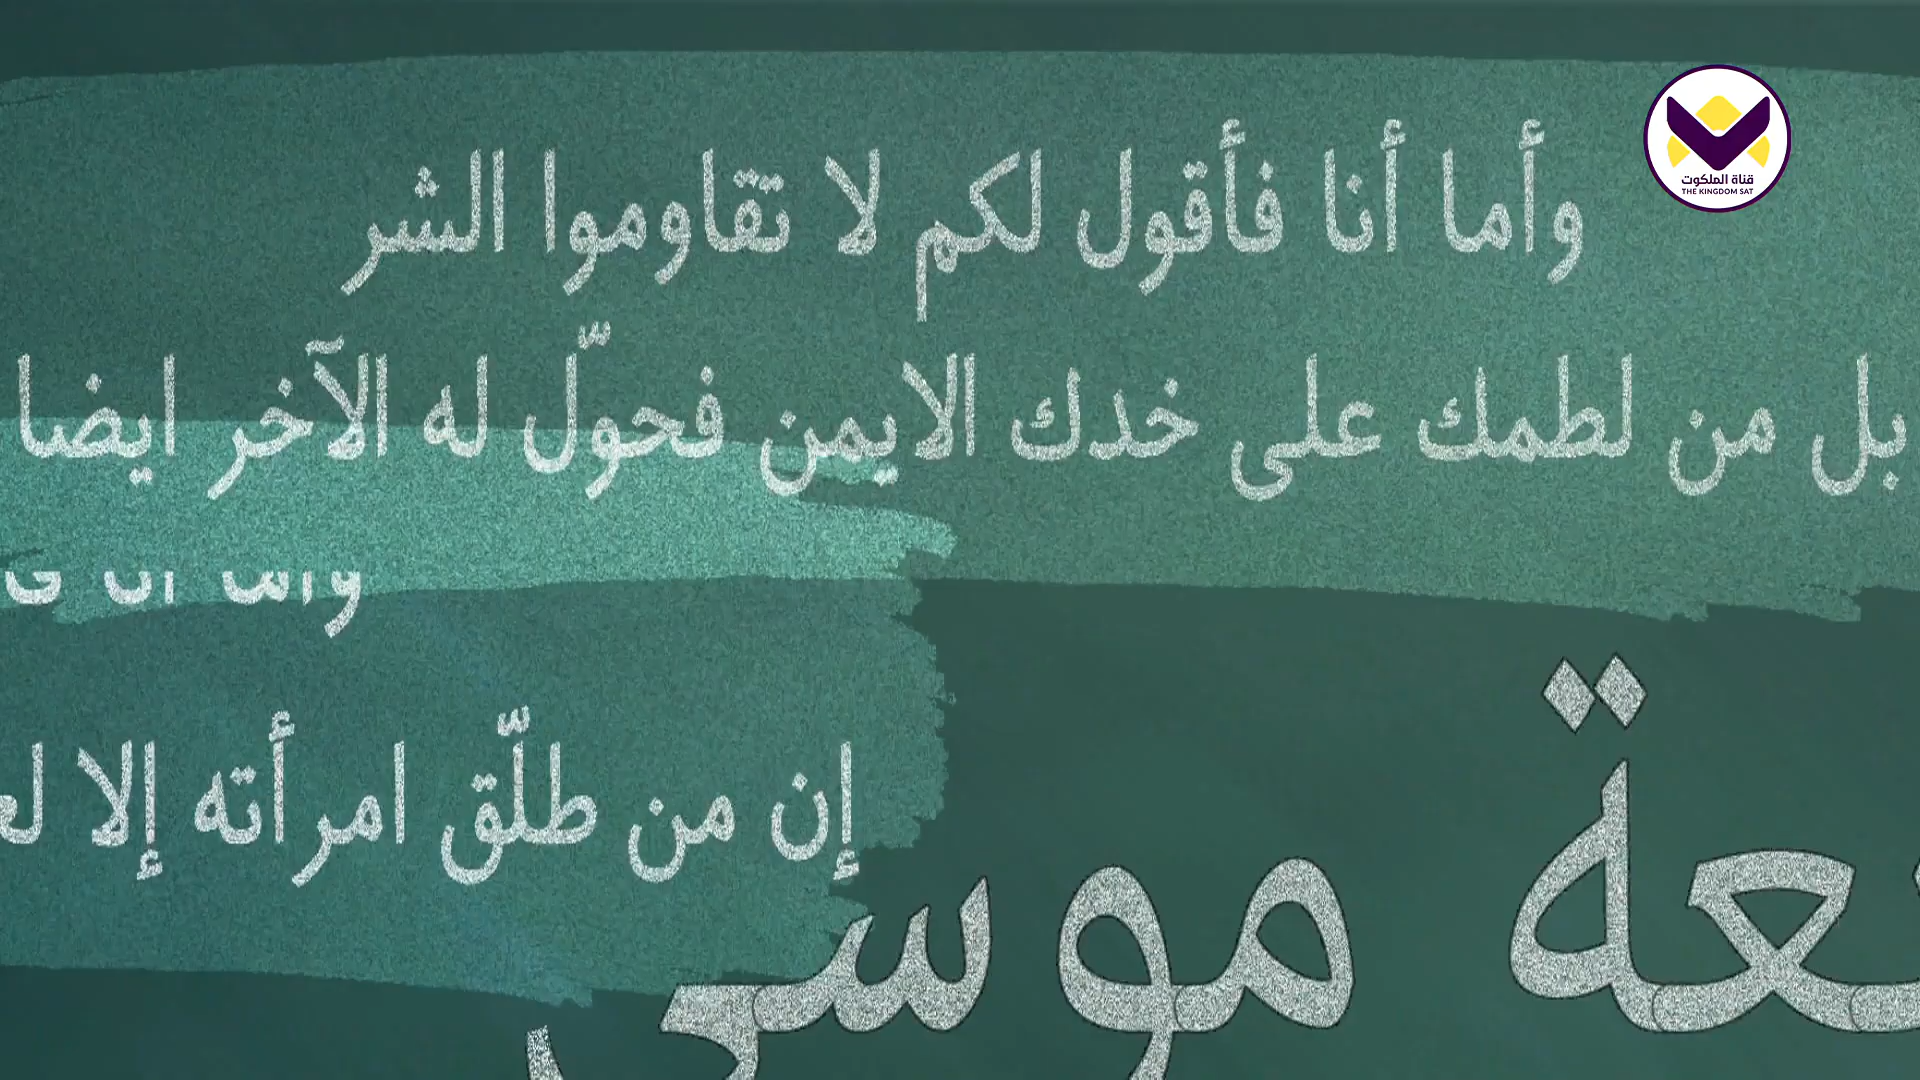 وأما أنا فأقول لكم لا تقاوموا الشر
بل من لطمك على خدك الايمن فحوّل له الآخر ايضا
إن من طلّق امرأته إلا
موسى
قناة الملكوت
THE KINGDOM SAT